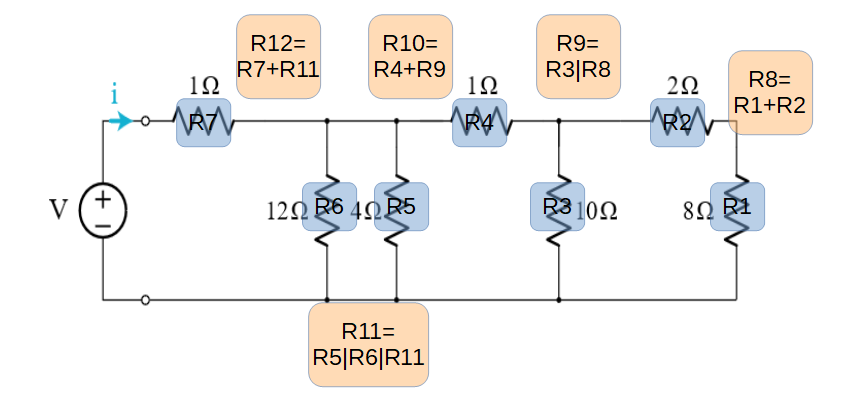 R12=
R7+R11
R10=
R4+R9
R9=
R3|R8
R8=
R1+R2
i
1Ω
1Ω
2Ω
R7
R4
R2
V
+
−
12Ω
R6
4Ω
R5
R3
10Ω
8Ω
R1
R11=
R5|R6|R11